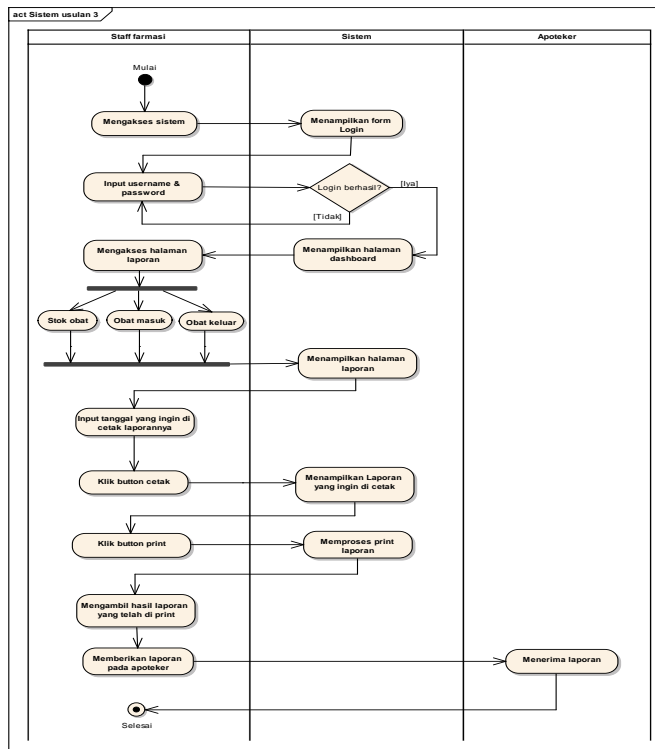 act Sistem usulan 3
Staff farmasi
Sistem
Apoteker
Mulai
Mengakses sistem
Menampilkan form
Login
Input username &
password
Login berhasil?
[Iya]
[Tidak]
Mengakses halaman
laporan
Menampilkan halaman
dashboard
Stok obat
Obat masuk
Obat keluar
Menampilkan halaman
laporan
Input tanggal yang ingin di
cetak laporannya
Klik button cetak
Menampilkan Laporan
yang ingin di cetak
Klik button print
Memproses print
laporan
Mengambil hasil laporan
yang telah di print
Memberikan laporan
pada apoteker
Menerima laporan
Selesai